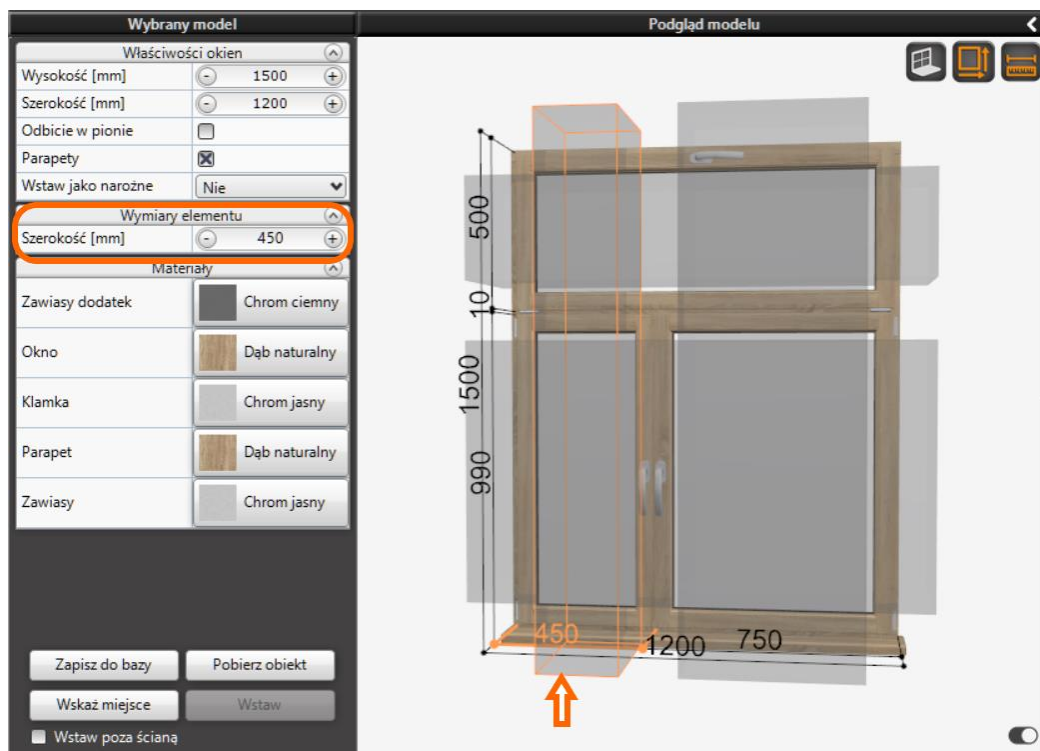 Wybrany model
Podgląd modelu
Właściwości okien
Wysokość [mm] 1500
Szerokość [mm] 1200
Odbicie w pionie
Parapety
Wstaw jako narożne Nie
Wymiary elementu
Szerokość [mm] 450
Materiały
Zawiasy dodatek Chrom ciemny
Okno Dąb naturalny
Klamka Chrom jasny
Parapet Dąb naturalny
Zawiasy Chrom jasny
Zapisz do bazy Pobierz obiekt
Wskaż miejsce Wstaw
Wstaw poza ścianą
500
10
1500
990
450
1200
750